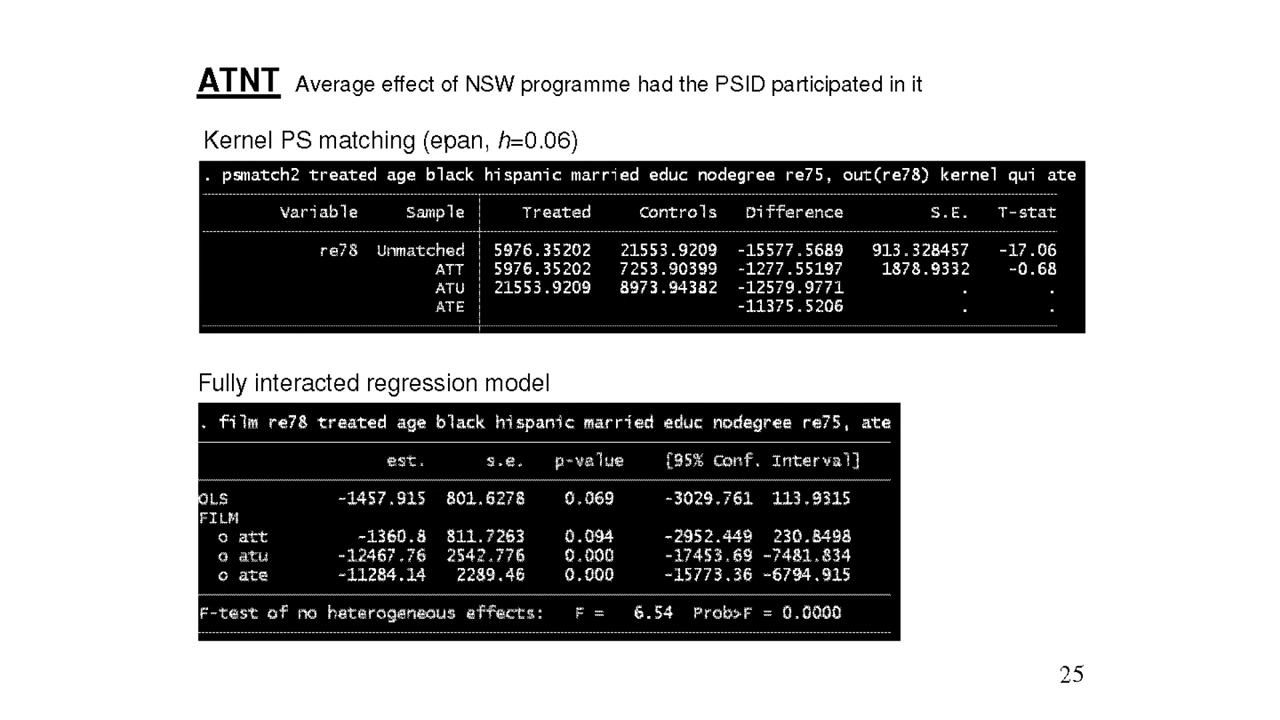 ATNT Average effect of NSW programme had the PSID participated in it
Kernel PS matching (epan, h=0.06)
. psmatch2 treated age black hispanic married educ nodegree re75, out(re78) kernel qui ate
Variable Sample Treated Controls Difference S.E. T-stat
re78 Unmatched 5976.35202 21553.9209 -15577.5689 913.328457 -17.06
ATT 5976.35202 7253.90399 -1277.55197 1878.9332 -0.68
ATU 21553.9209 8973.94382 -12579.9771 . .
ATE -11375.5206 . .
Fully interacted regression model
. film re78 treated age black hispanic married educ nodegree re75, ate
est. s.e. p-value [95% Conf. Interval]
OLS -1457.915 801.6278 0.069 -3029.761 113.9315
FILM
o att -1360.8 811.7263 0.094 -2952.449 230.8498
o atu -12467.76 2542.776 0.000 -17453.69 -7481.834
o ate -11284.14 2289.46 0.000 -15773.36 -6794.915
F-test of no heterogeneous effects: F = 6.54 Prob>F = 0.0000
25